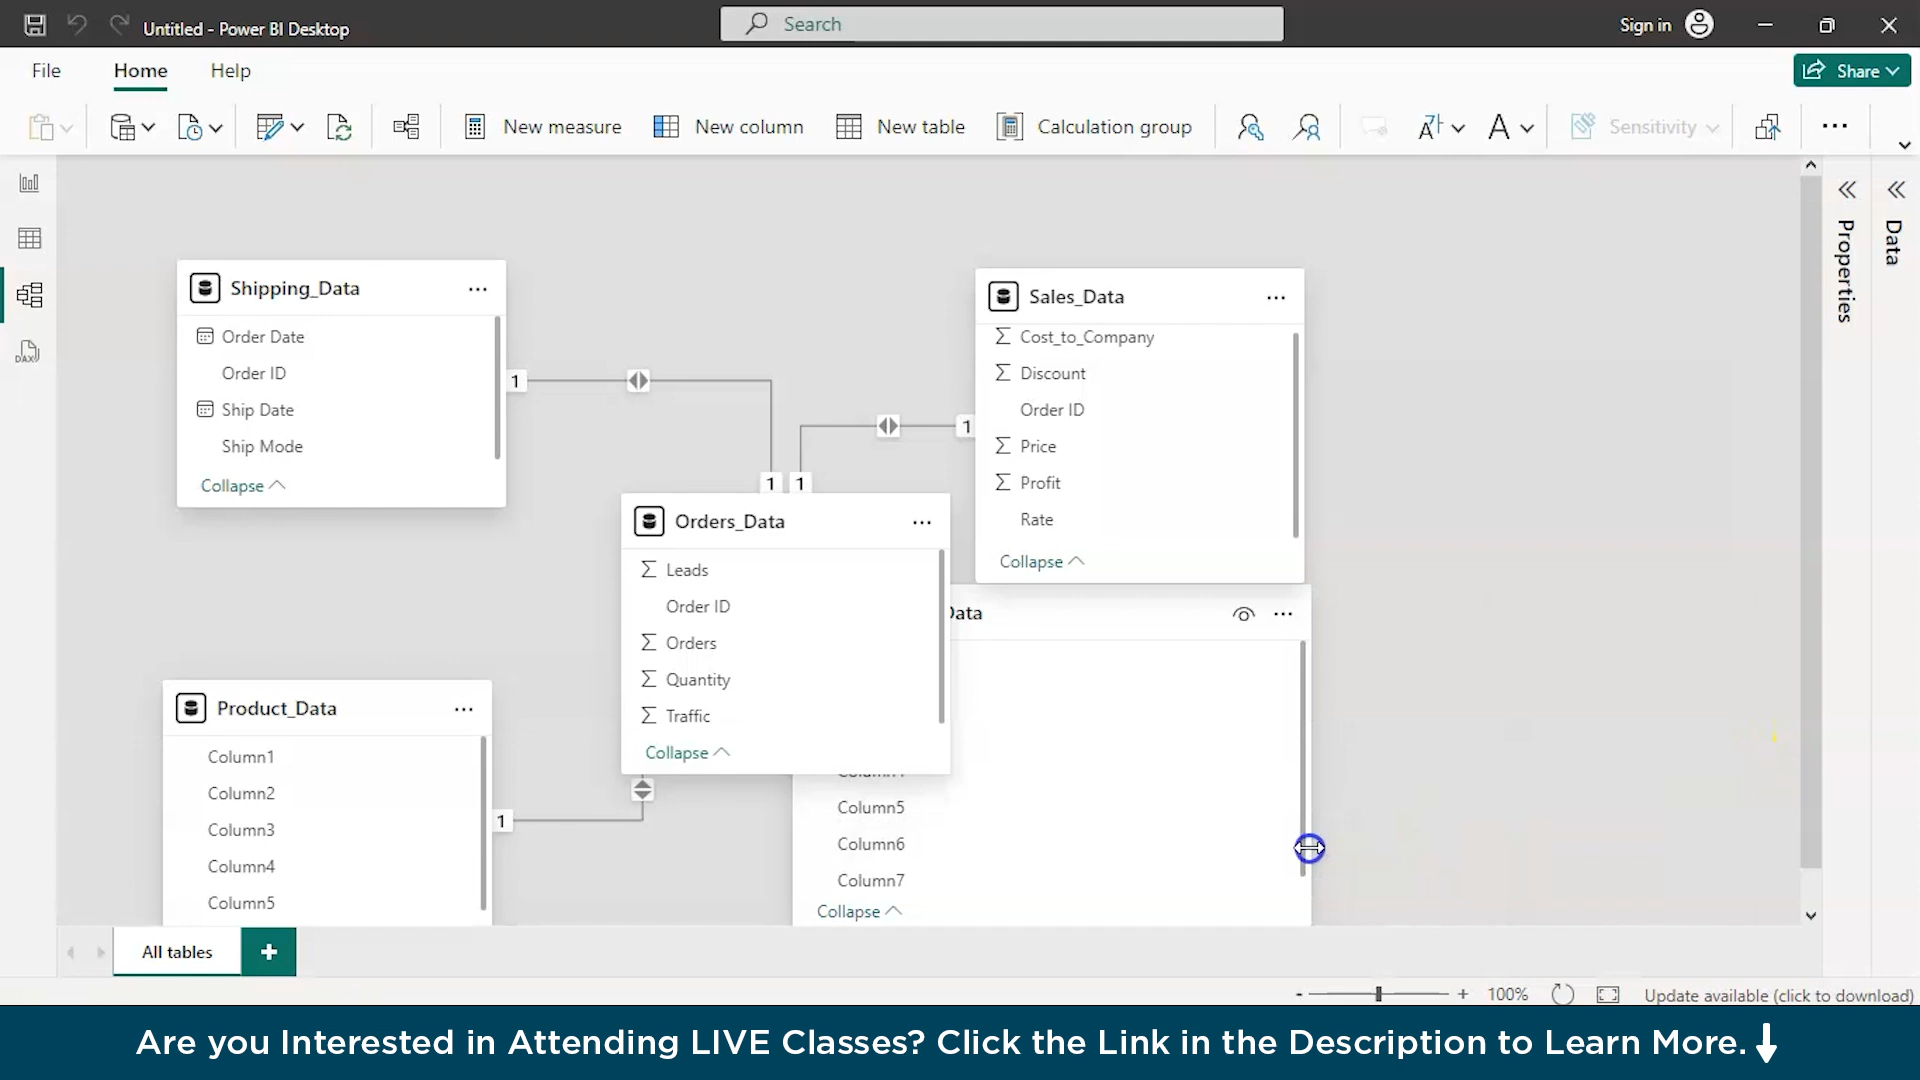 Untitled - Power BI Desktop
Search
Sign in
File
Home
Help
Share
New measure
New column
New table
Calculation group
Sensitivity
Properties
Data
Shipping_Data
Order Date
Order ID
Ship Date
Ship Mode
Collapse
1
1
1
1
Sales_Data
Cost_to_Company
Discount
Order ID
Price
Profit
Rate
Collapse
Orders_Data
Leads
Order ID
Orders
Quantity
Traffic
Collapse
Data
Column5
Column6
Column7
Collapse
Product_Data
Column1
Column2
Column3
Column4
Column5
1
DAX
All tables
+
- + 100%
Update available (click to download)
Are you Interested in Attending LIVE Classes? Click the Link in the Description to Learn More.